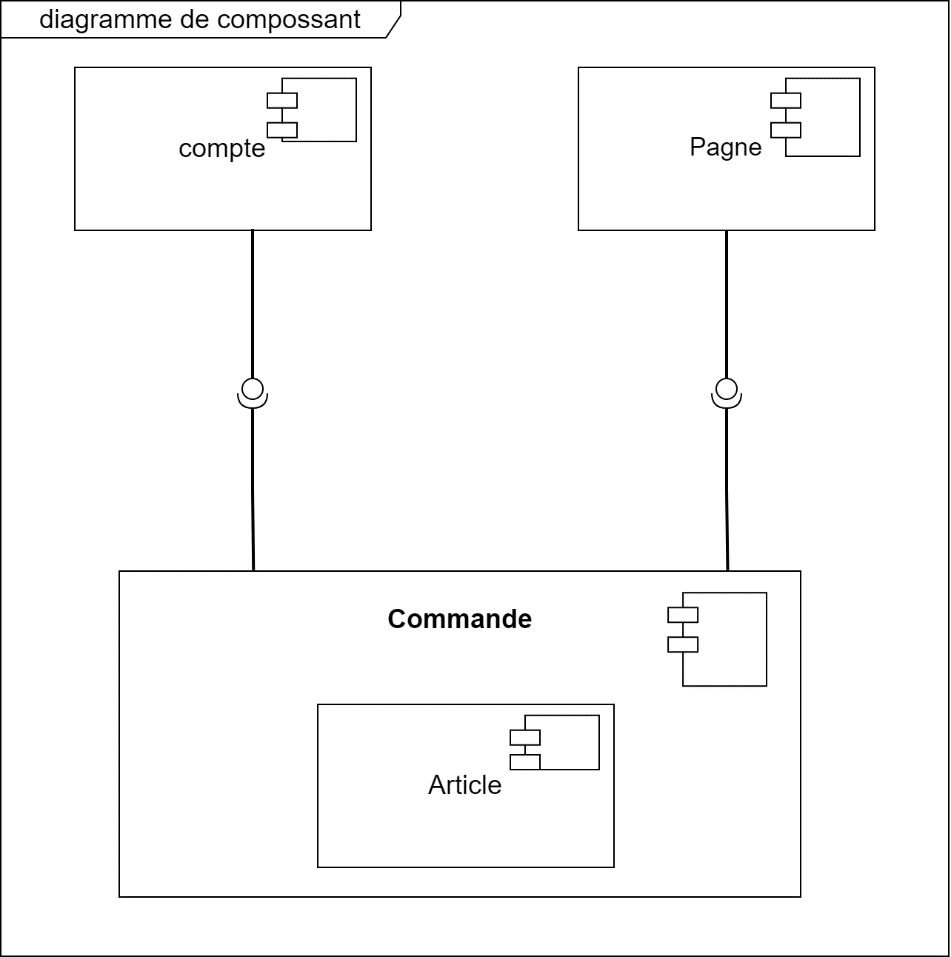 diagramme de compossant
compte
Pagne
Commande
Article